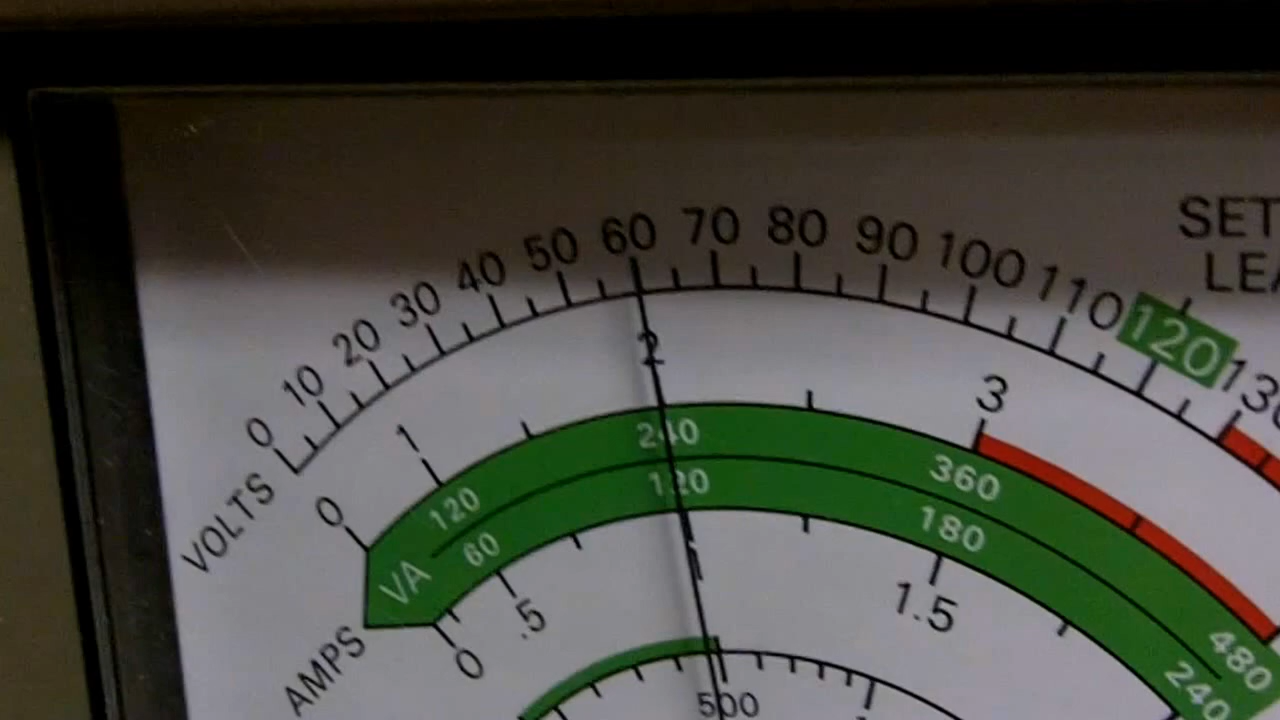 SET
LEA
0 10 20 30 40 50 60 70 80 90 100 110 120 130
VOLTS
0 1 2 3
120 240 360 480
VA
60 120 180 240
AMPS
0 .5 1 1.5
500